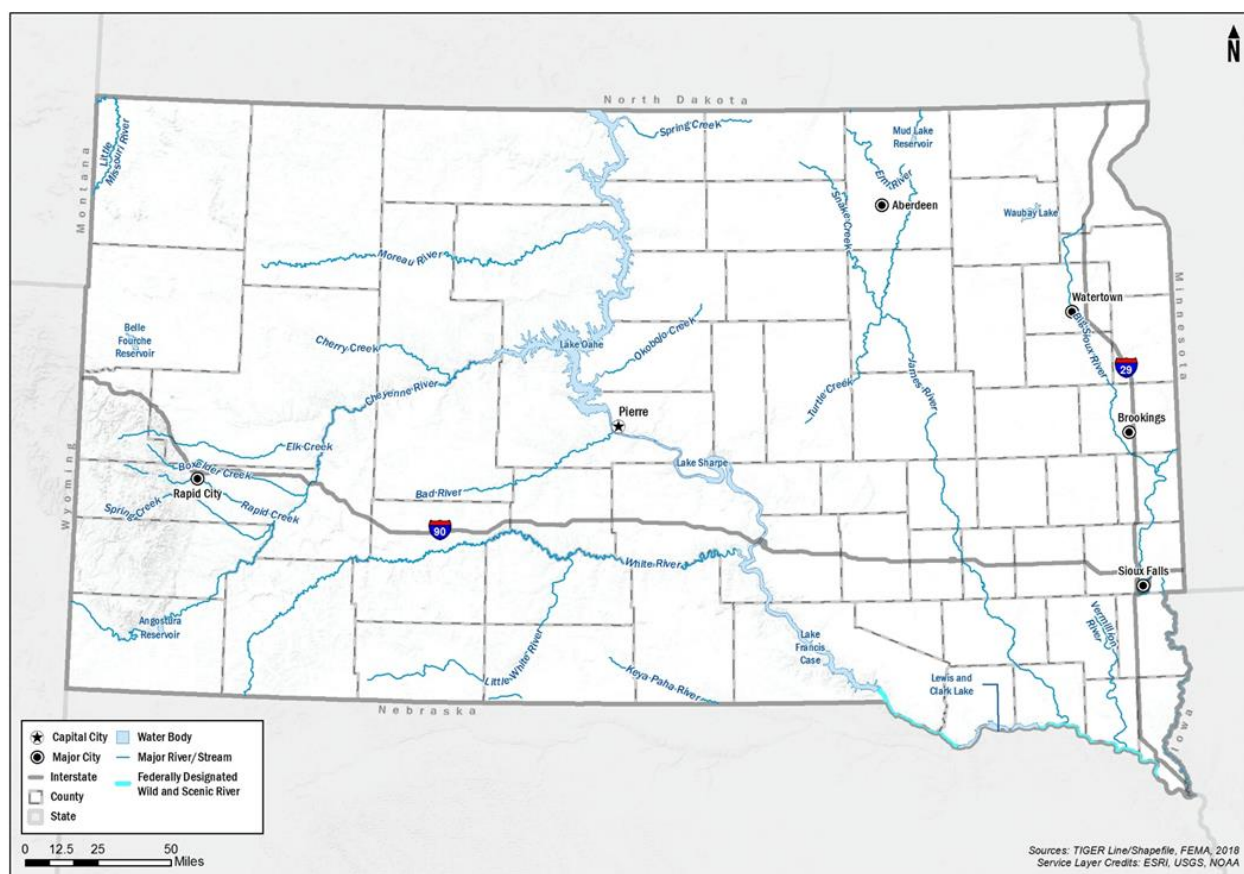 N
North Dakota
Montana
Little
Missouri River
Spring Creek
Mud Lake
Reservoir
Elm River
Aberdeen
Snake Creek
Waubay Lake
Moreau River
Minnesota
Watertown
Big Sioux River
Belle
Fourche
Reservoir
Cherry Creek
Lake Oahe
Okobojo Creek
Cheyenne River
29
James River
Turtle Creek
Pierre
Brookings
Wyoming
Elk Creek
Box Elder Creek
Rapid City
Spring Creek
Rapid Creek
Bad River
Lake Sharpe
90
White River
Sioux Falls
Angostura
Reservoir
Little White River
Keya Paha River
Lake
Francis
Case
Lewis and
Clark Lake
Vermillion
River
Nebraska
Iowa
Capital City
Major City
Interstate
County
State
Water Body
Major River/Stream
Federally Designated
Wild and Scenic River
0 12.5 25 50
Miles
Sources: TIGER Line/Shapefile, FEMA, 2018
Service Layer Credits: ESRI, USGS, NOAA